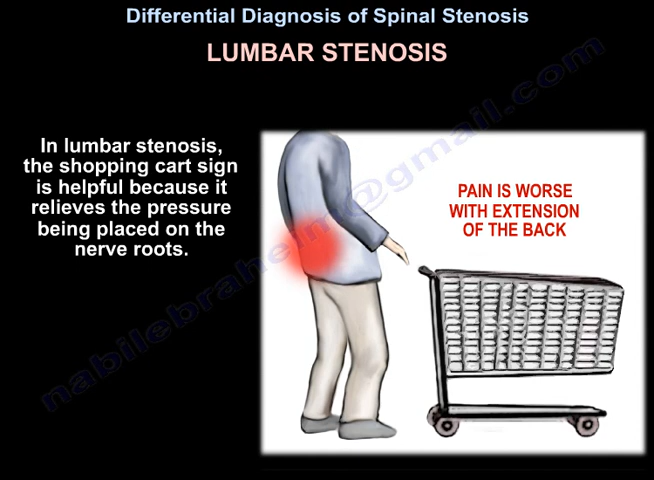 Differential Diagnosis of Spinal Stenosis
LUMBAR STENOSIS
In lumbar stenosis,
the shopping cart sign
is helpful because it
relieves the pressure
being placed on the
nerve roots.
PAIN IS WORSE
WITH EXTENSION
OF THE BACK
nabilebraheim@gmail.com